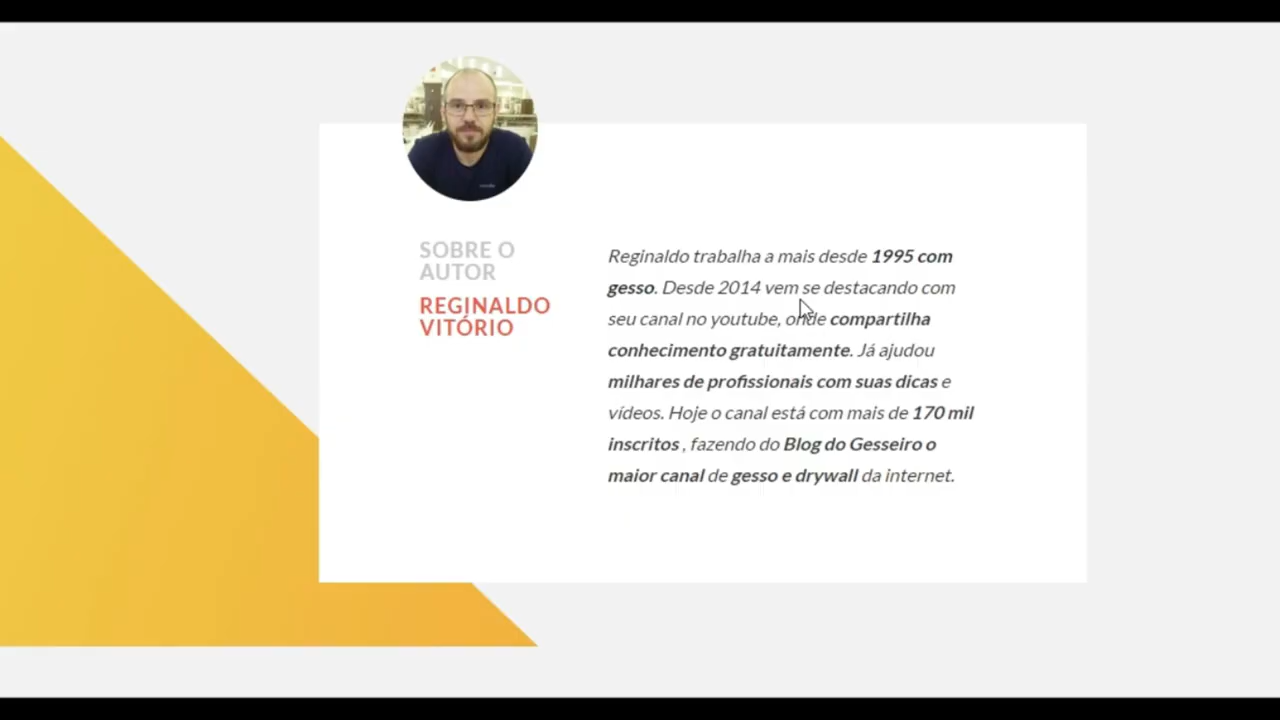 SOBRE O
AUTOR
REGINALDO
VITÓRIO
Reginaldo trabalha a mais desde 1995 com
gesso. Desde 2014 vem se destacando com
seu canal no youtube, onde compartilha
conhecimento gratuitamente. Já ajudou
milhares de profissionais com suas dicas e
vídeos. Hoje o canal está com mais de 170 mil
inscritos , fazendo do Blog do Gesseiro o
maior canal de gesso e drywall da internet.